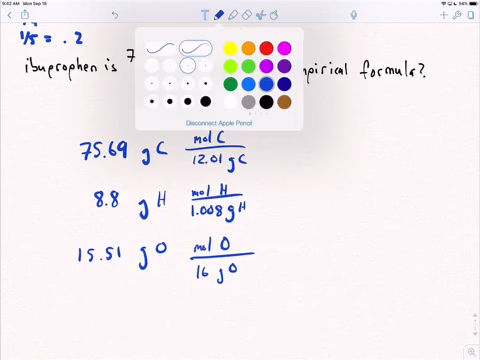 9:42 AM Mon Sep 16
1/5 = . 2
ibuprophen is 7
pirical formula?
Disconnect Apple Pencil
75.69 g C mol C
12.01 g C
8.8 g H mol H
1.008 g H
15.51 g O mol O
16 g O